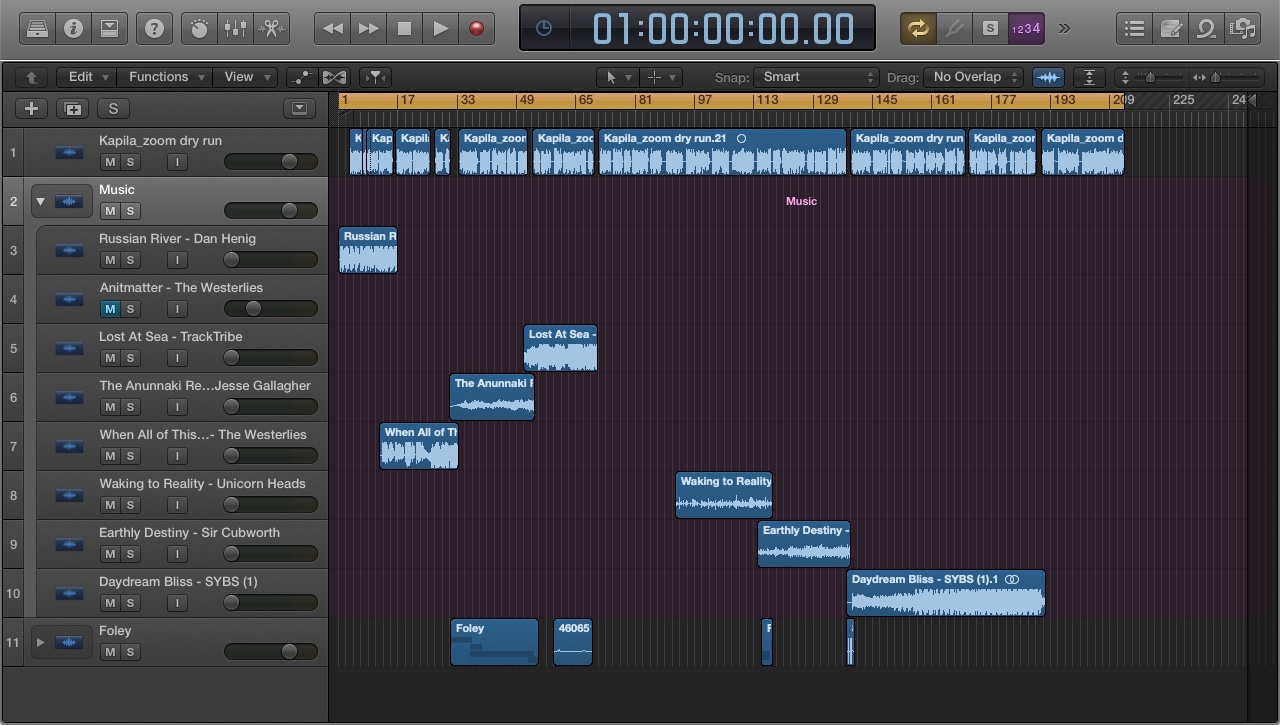 01:00:00:00.00
S
1234
Edit Functions View
Snap: Smart
Drag: No Overlap
S
1 17 33 49 65 81 97 113 129 145 161 177 193 209 225 24
1 Kapila_zoom dry run
M S I
K Kap Kapil K Kapila_zoor Kapila_zoo Kapila_zoom dry run.21 Kapila_zoom dry run Kapila_zoor Kapila_zoom d
2 Music
M S
Music
3 Russian River - Dan Henig
M S I
Russian R
4 Anitmatter - The Westerlies
M S I
5 Lost At Sea - TrackTribe
M S I
Lost At Sea -
6 The Anunnaki Re...Jesse Gallagher
M S I
The Anunnaki R
7 When All of This...- The Westerlies
M S I
When All of Th
8 Waking to Reality - Unicorn Heads
M S I
Waking to Reality
9 Earthly Destiny - Sir Cubworth
M S I
Earthly Destiny -
10 Daydream Bliss - SYBS (1)
M S I
Daydream Bliss - SYBS (1).1
11 Foley
M S
Foley 46065 F